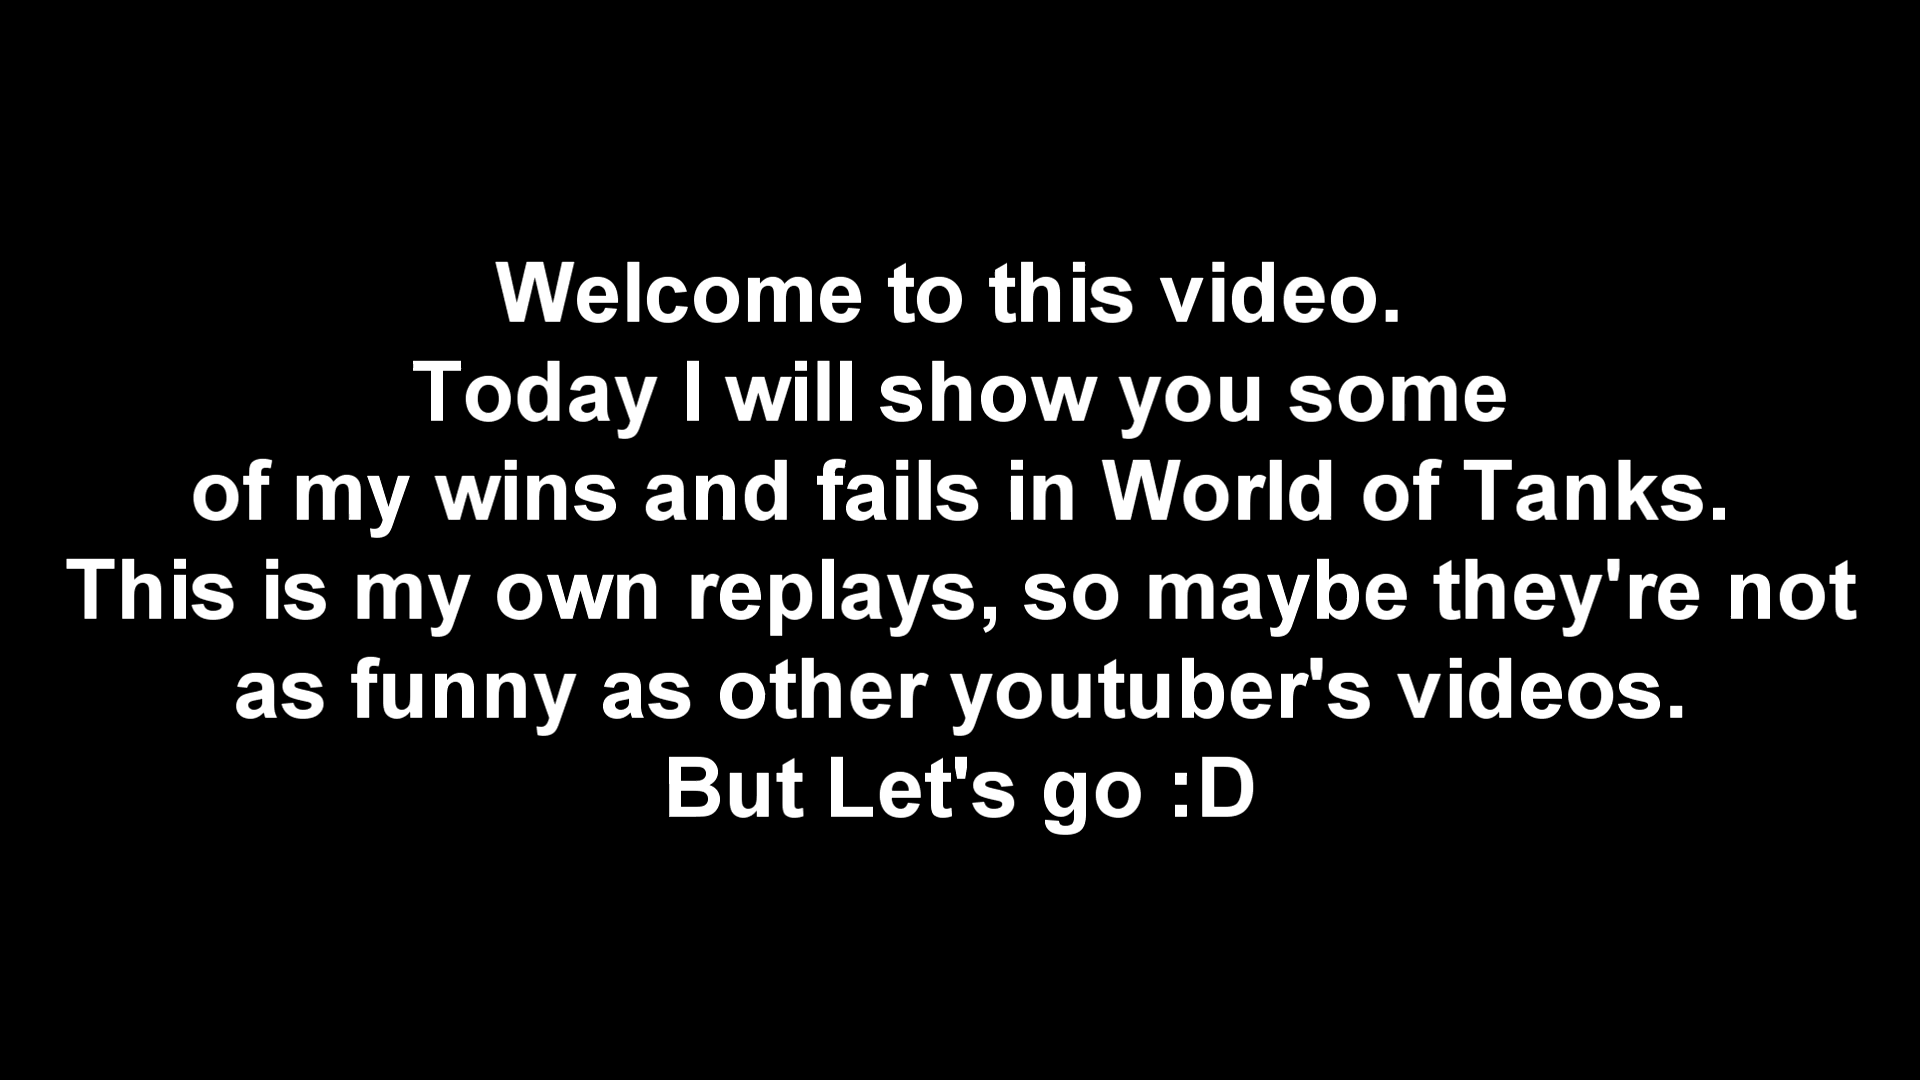 Welcome to this video.
Today I will show you some
of my wins and fails in World of Tanks.
This is my own replays, so maybe they're not
as funny as other youtuber's videos.
But Let's go :D